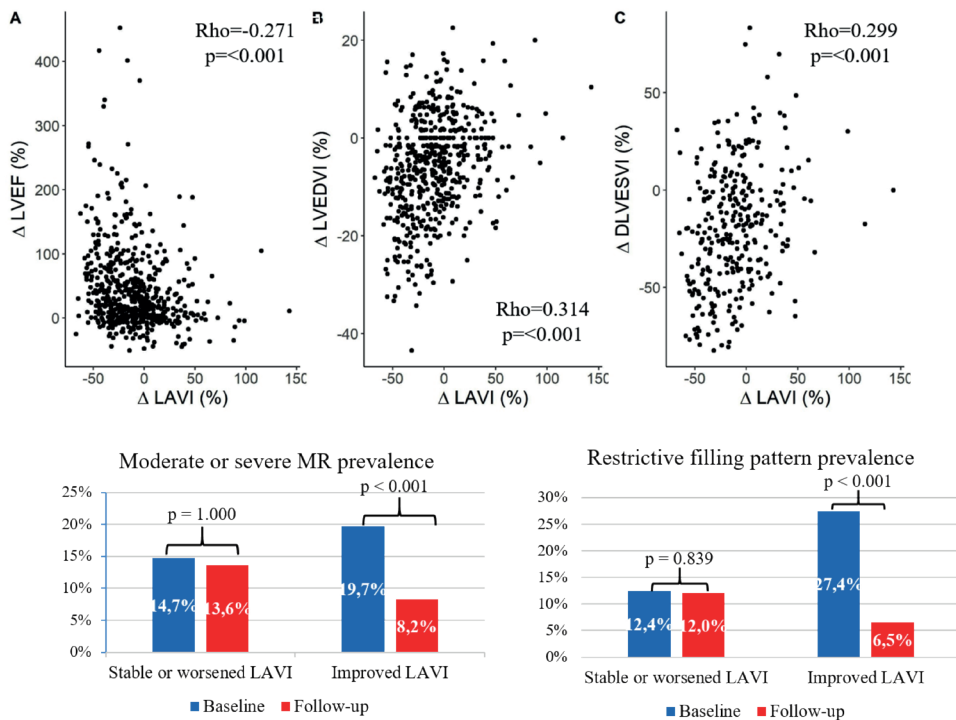 A
Rho=-0.271
p=<0.001
400
300
200
100
0
Δ LVEF (%)
-50
0
50
100
Δ LAVI (%)
B
20
0
-20
-40
Δ LVEDVI (%)
Rho=0.314
p=<0.001
-50
0
50
100
Δ LAVI (%)
C
Rho=0.299
p=<0.001
50
0
-50
Δ DLVESVI (%)
-50
0
50
100
150
Δ LAVI (%)
Moderate or severe MR prevalence
25%
20%
15%
10%
5%
0%
p = 1.000
p < 0.001
14,7%
13,6%
19,7%
8,2%
Stable or worsened LAVI
Improved LAVI
Baseline
Follow-up
Restrictive filling pattern prevalence
30%
25%
20%
15%
10%
5%
0%
p = 0.839
p < 0.001
12,4%
12,0%
27,4%
6,5%
Stable or worsened LAVI
Improved LAVI
Baseline
Follow-up